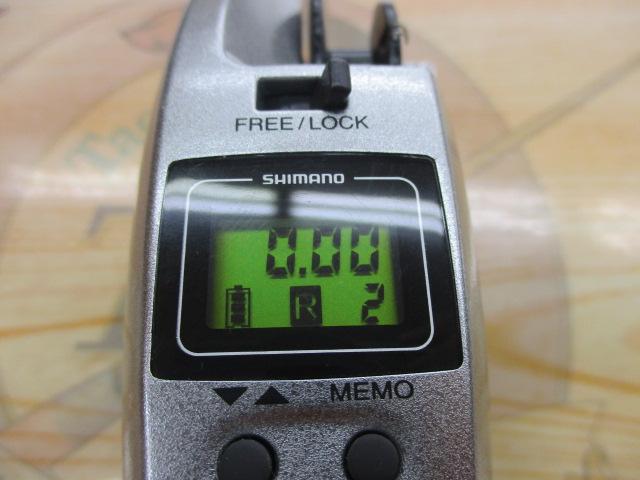 FREE/LOCK
SHIMANO
0.00
R 2
▼▲ MEMO